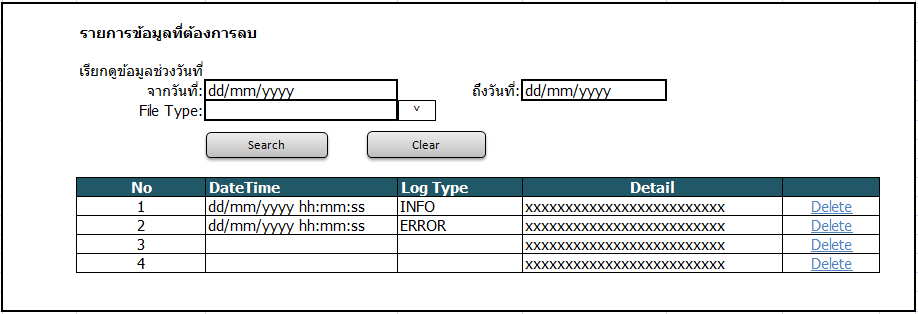 รายการข้อมูลที่ต้องการลบ
เรียกดูข้อมูลช่วงวันที่
จากวันที่: dd/mm/yyyy ถึงวันที่: dd/mm/yyyy
File Type: ˅
Search Clear
No DateTime Log Type Detail
1 dd/mm/yyyy hh:mm:ss INFO xxxxxxxxxxxxxxxxxxxxxxxxx Delete
2 dd/mm/yyyy hh:mm:ss ERROR xxxxxxxxxxxxxxxxxxxxxxxxx Delete
3 xxxxxxxxxxxxxxxxxxxxxxxxx Delete
4 xxxxxxxxxxxxxxxxxxxxxxxxx Delete